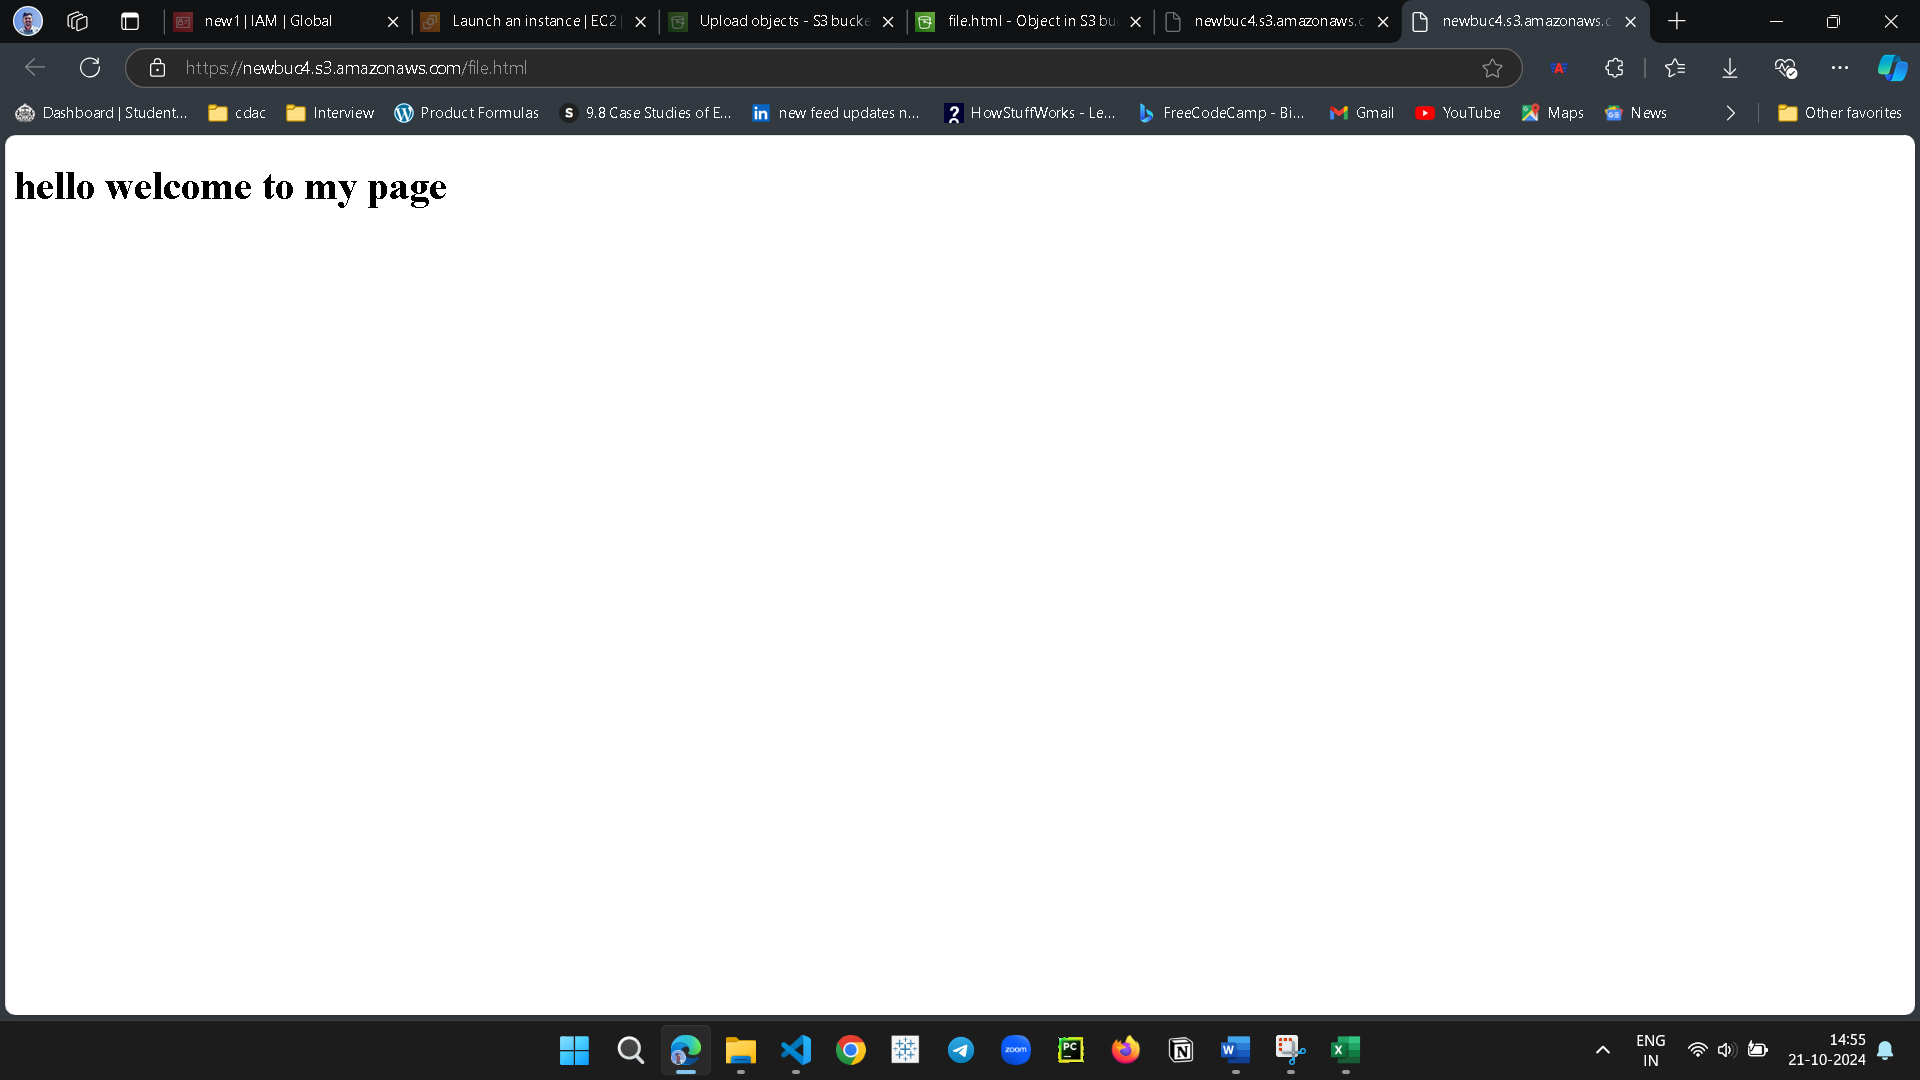 new1 | IAM | Global
Launch an instance | EC2 |
Upload objects - S3 bucke
file.html - Object in S3 bu
newbuc4.s3.amazonaws.c
newbuc4.s3.amazonaws.c
https://newbuc4.s3.amazonaws.com/file.html
Dashboard | Student...
cdac
Interview
Product Formulas
S
9.8 Case Studies of E...
in
new feed updates n...
?
HowStuffWorks - Le...
FreeCodeCamp - Bi...
Gmail
YouTube
Maps
News
Other favorites
hello welcome to my page
zoom
PC
N
W
X
ENG
IN
14:55
21-10-2024